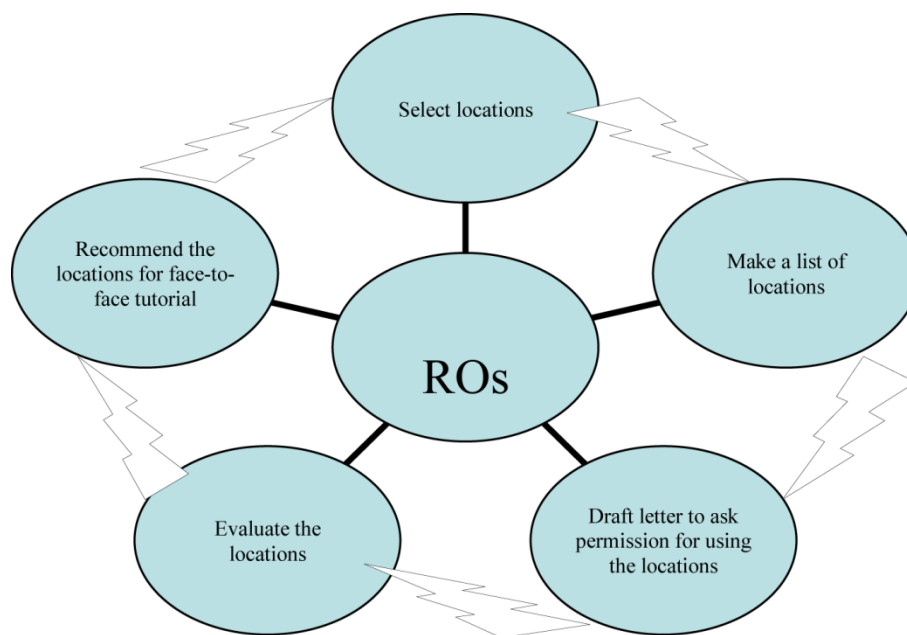 Select locations
Recommend the
locations for face-to-
face tutorial
Make a list of
locations
ROs
Evaluate the
locations
Draft letter to ask
permission for using
the locations